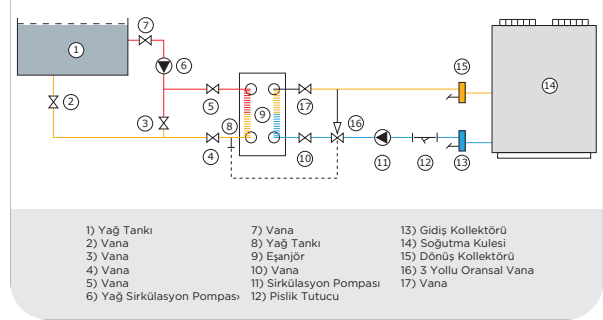 7
1
6
15
14
2
5
9
17
3
8
16
4
10
11
12
13
1) Yağ Tankı
2) Vana
3) Vana
4) Vana
5) Vana
6) Yağ Sirkülasyon Pompası
7) Vana
8) Yağ Tankı
9) Eşanjör
10) Vana
11) Sirkülasyon Pompası
12) Pislik Tutucu
13) Gidiş Kollektörü
14) Soğutma Kulesi
15) Dönüş Kollektörü
16) 3 Yollu Oransal Vana
17) Vana